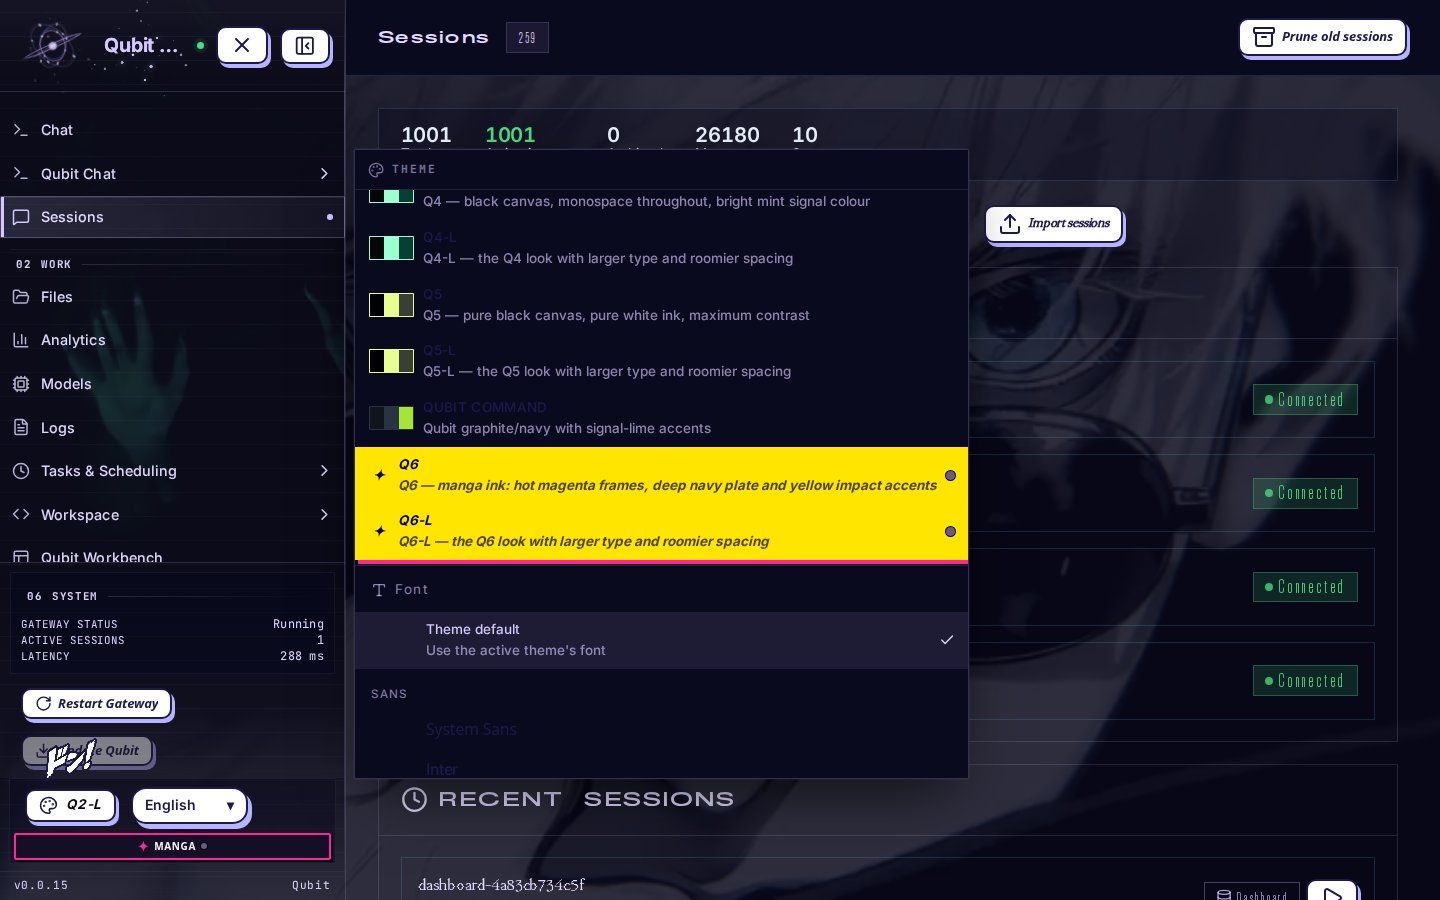 Qubit ...
Chat
Qubit Chat
Sessions
02 WORK
Files
Analytics
Models
Logs
Tasks & Scheduling
Workspace
Qubit Workbench
06 SYSTEM
GATEWAY STATUS Running
ACTIVE SESSIONS 1
LATENCY 288 ms
Restart Gateway
Qubit
ドン!
Q2-L
English
MANGA
v0.0.15 Qubit
Sessions 259
Prune old sessions
1001 1001 0 26180 10
Import sessions
THEME
Q4 — black canvas, monospace throughout, bright mint signal colour
Q4-L
Q4-L — the Q4 look with larger type and roomier spacing
Q5
Q5 — pure black canvas, pure white ink, maximum contrast
Q5-L
Q5-L — the Q5 look with larger type and roomier spacing
QUBIT COMMAND
Qubit graphite/navy with signal-lime accents
Q6
Q6 — manga ink: hot magenta frames, deep navy plate and yellow impact accents
Q6-L
Q6-L — the Q6 look with larger type and roomier spacing
Font
Theme default
Use the active theme's font
SANS
System Sans
Inter
Connected
Connected
Connected
Connected
RECENT SESSIONS
dashboard-4a83cb734c5f
Dashboard